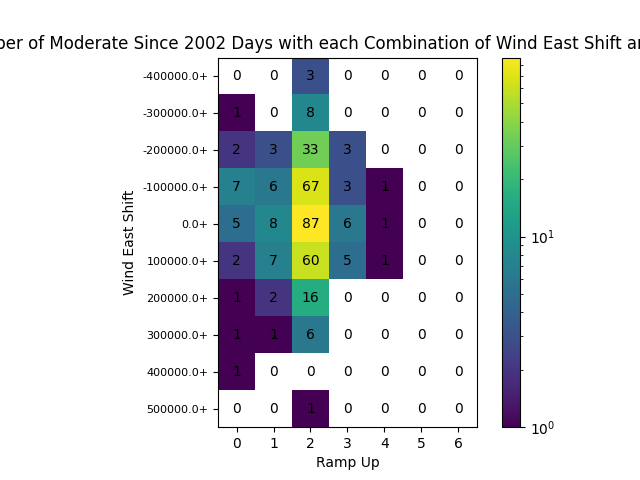 of Moderate Since 2002 Days with each Combination of Wind East Shift
-400000.0+ 0 0 3 0 0 0 0
-300000.0+ 1 0 8 0 0 0 0
-200000.0+ 2 3 33 3 0 0 0
-100000.0+ 7 6 67 3 1 0 0
0.0+ 5 8 87 6 1 0 0
100000.0+ 2 7 60 5 1 0 0
200000.0+ 1 2 16 0 0 0 0
300000.0+ 1 1 6 0 0 0 0
400000.0+ 1 0 0 0 0 0 0
500000.0+ 0 0 1 0 0 0 0
0 1 2 3 4 5 6
Ramp Up
Wind East Shift
10¹
10⁰